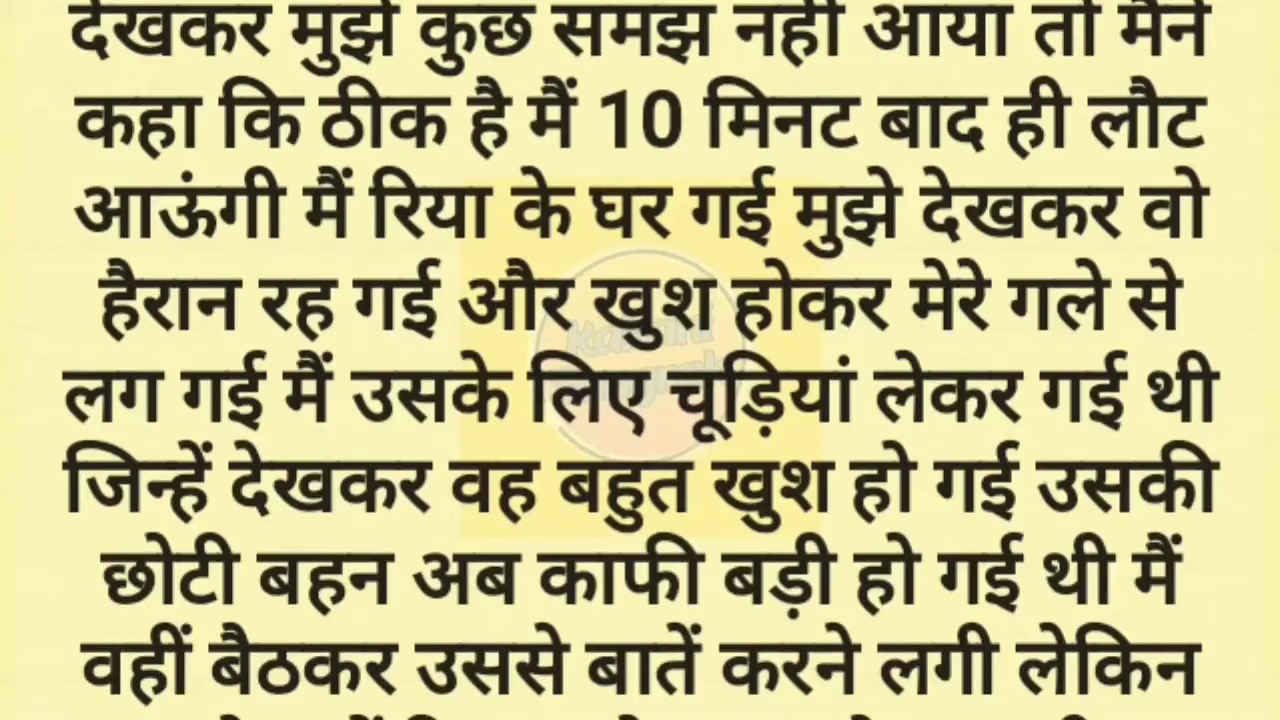 देखकर मुझे कुछ समझ नहीं आया तो मैंने
कहा कि ठीक है मैं 10 मिनट बाद ही लौट
आऊंगी मैं रिया के घर गई मुझे देखकर वो
हैरान रह गई और खुश होकर मेरे गले से
लग गई मैं उसके लिए चूड़ियां लेकर गई थी
जिन्हें देखकर वह बहुत खुश हो गई उसकी
छोटी बहन अब काफी बड़ी हो गई थी मैं
वहीं बैठकर उससे बातें करने लगी लेकिन